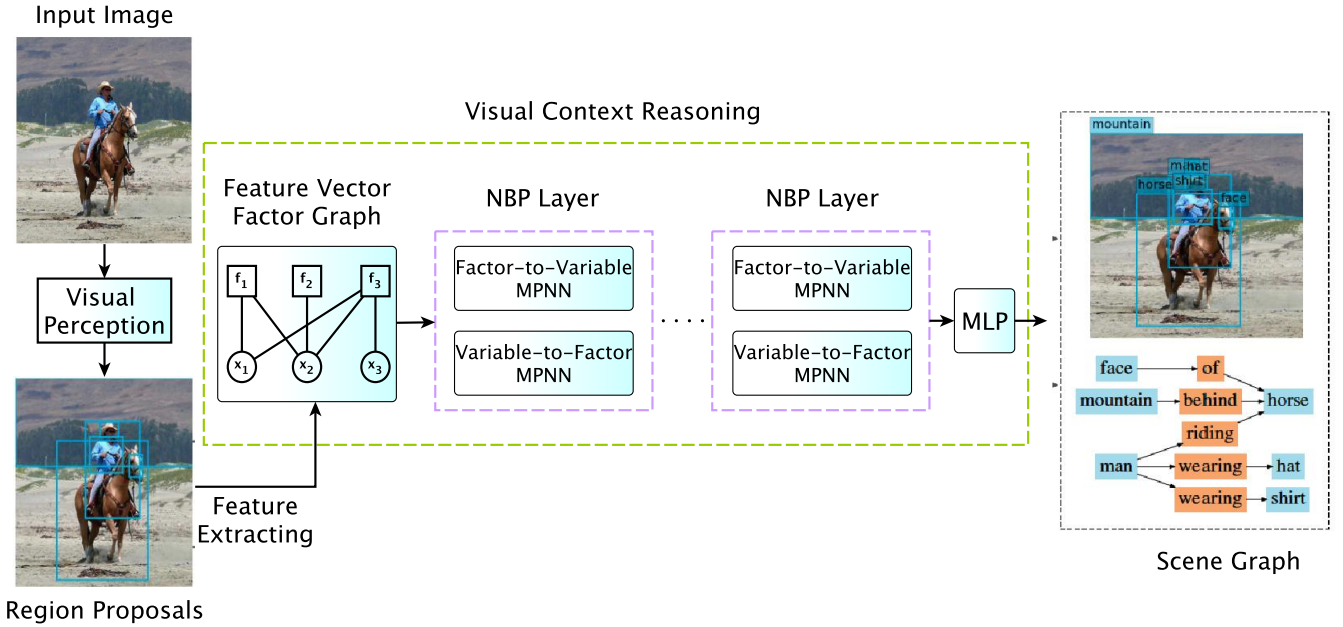 Input Image
Visual
Perception
Region Proposals
Feature
Extracting
Visual Context Reasoning
Feature Vector
Factor Graph
f1 f2 f3
x1 x2 x3
NBP Layer
Factor-to-Variable
MPNN
Variable-to-Factor
MPNN
. . . .
NBP Layer
Factor-to-Variable
MPNN
Variable-to-Factor
MPNN
MLP
mountain
hat
shirt
horse
face
face of
mountain behind horse
riding
man wearing hat
wearing shirt
Scene Graph